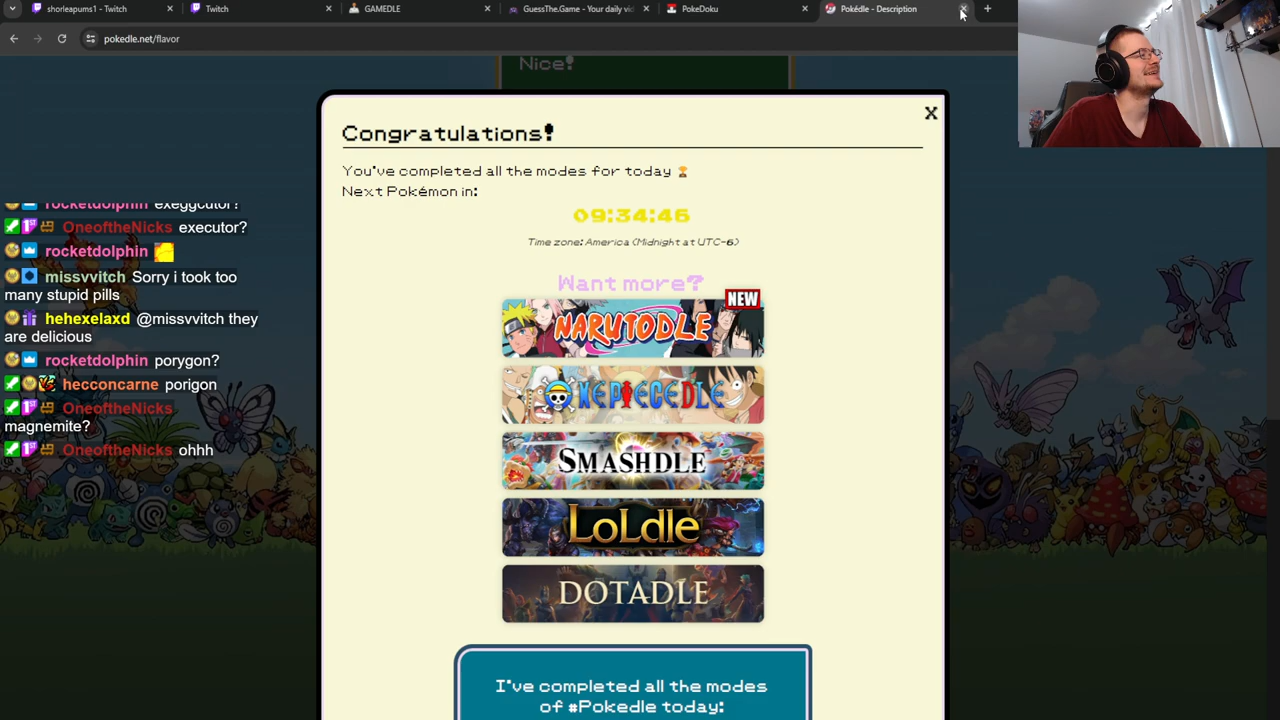 shorleapums1 - Twitch
Twitch
GAMEDLE
GuessThe.Game - Your daily vid
PokeDoku
Pokédle - Description
pokedle.net/flavor
Nice!
Congratulations!
X
You've completed all the modes for today
Next Pokémon in:
09:34:46
Time zone: America (Midnight at UTC-6)
Want more?
NEW
NARUTODLE
ONEPIECEDLE
SMASHDLE
LoLdle
DOTADLE
I've completed all the modes
of #Pokedle today:
rocketdolphin exeggcutor?
OneoftheNicks executor?
rocketdolphin
missvvitch Sorry i took too
many stupid pills
hehexelaxd @missvvitch they
are delicious
rocketdolphin porygon?
hecconcarne porigon
OneoftheNicks
magnemite?
OneoftheNicks ohhh